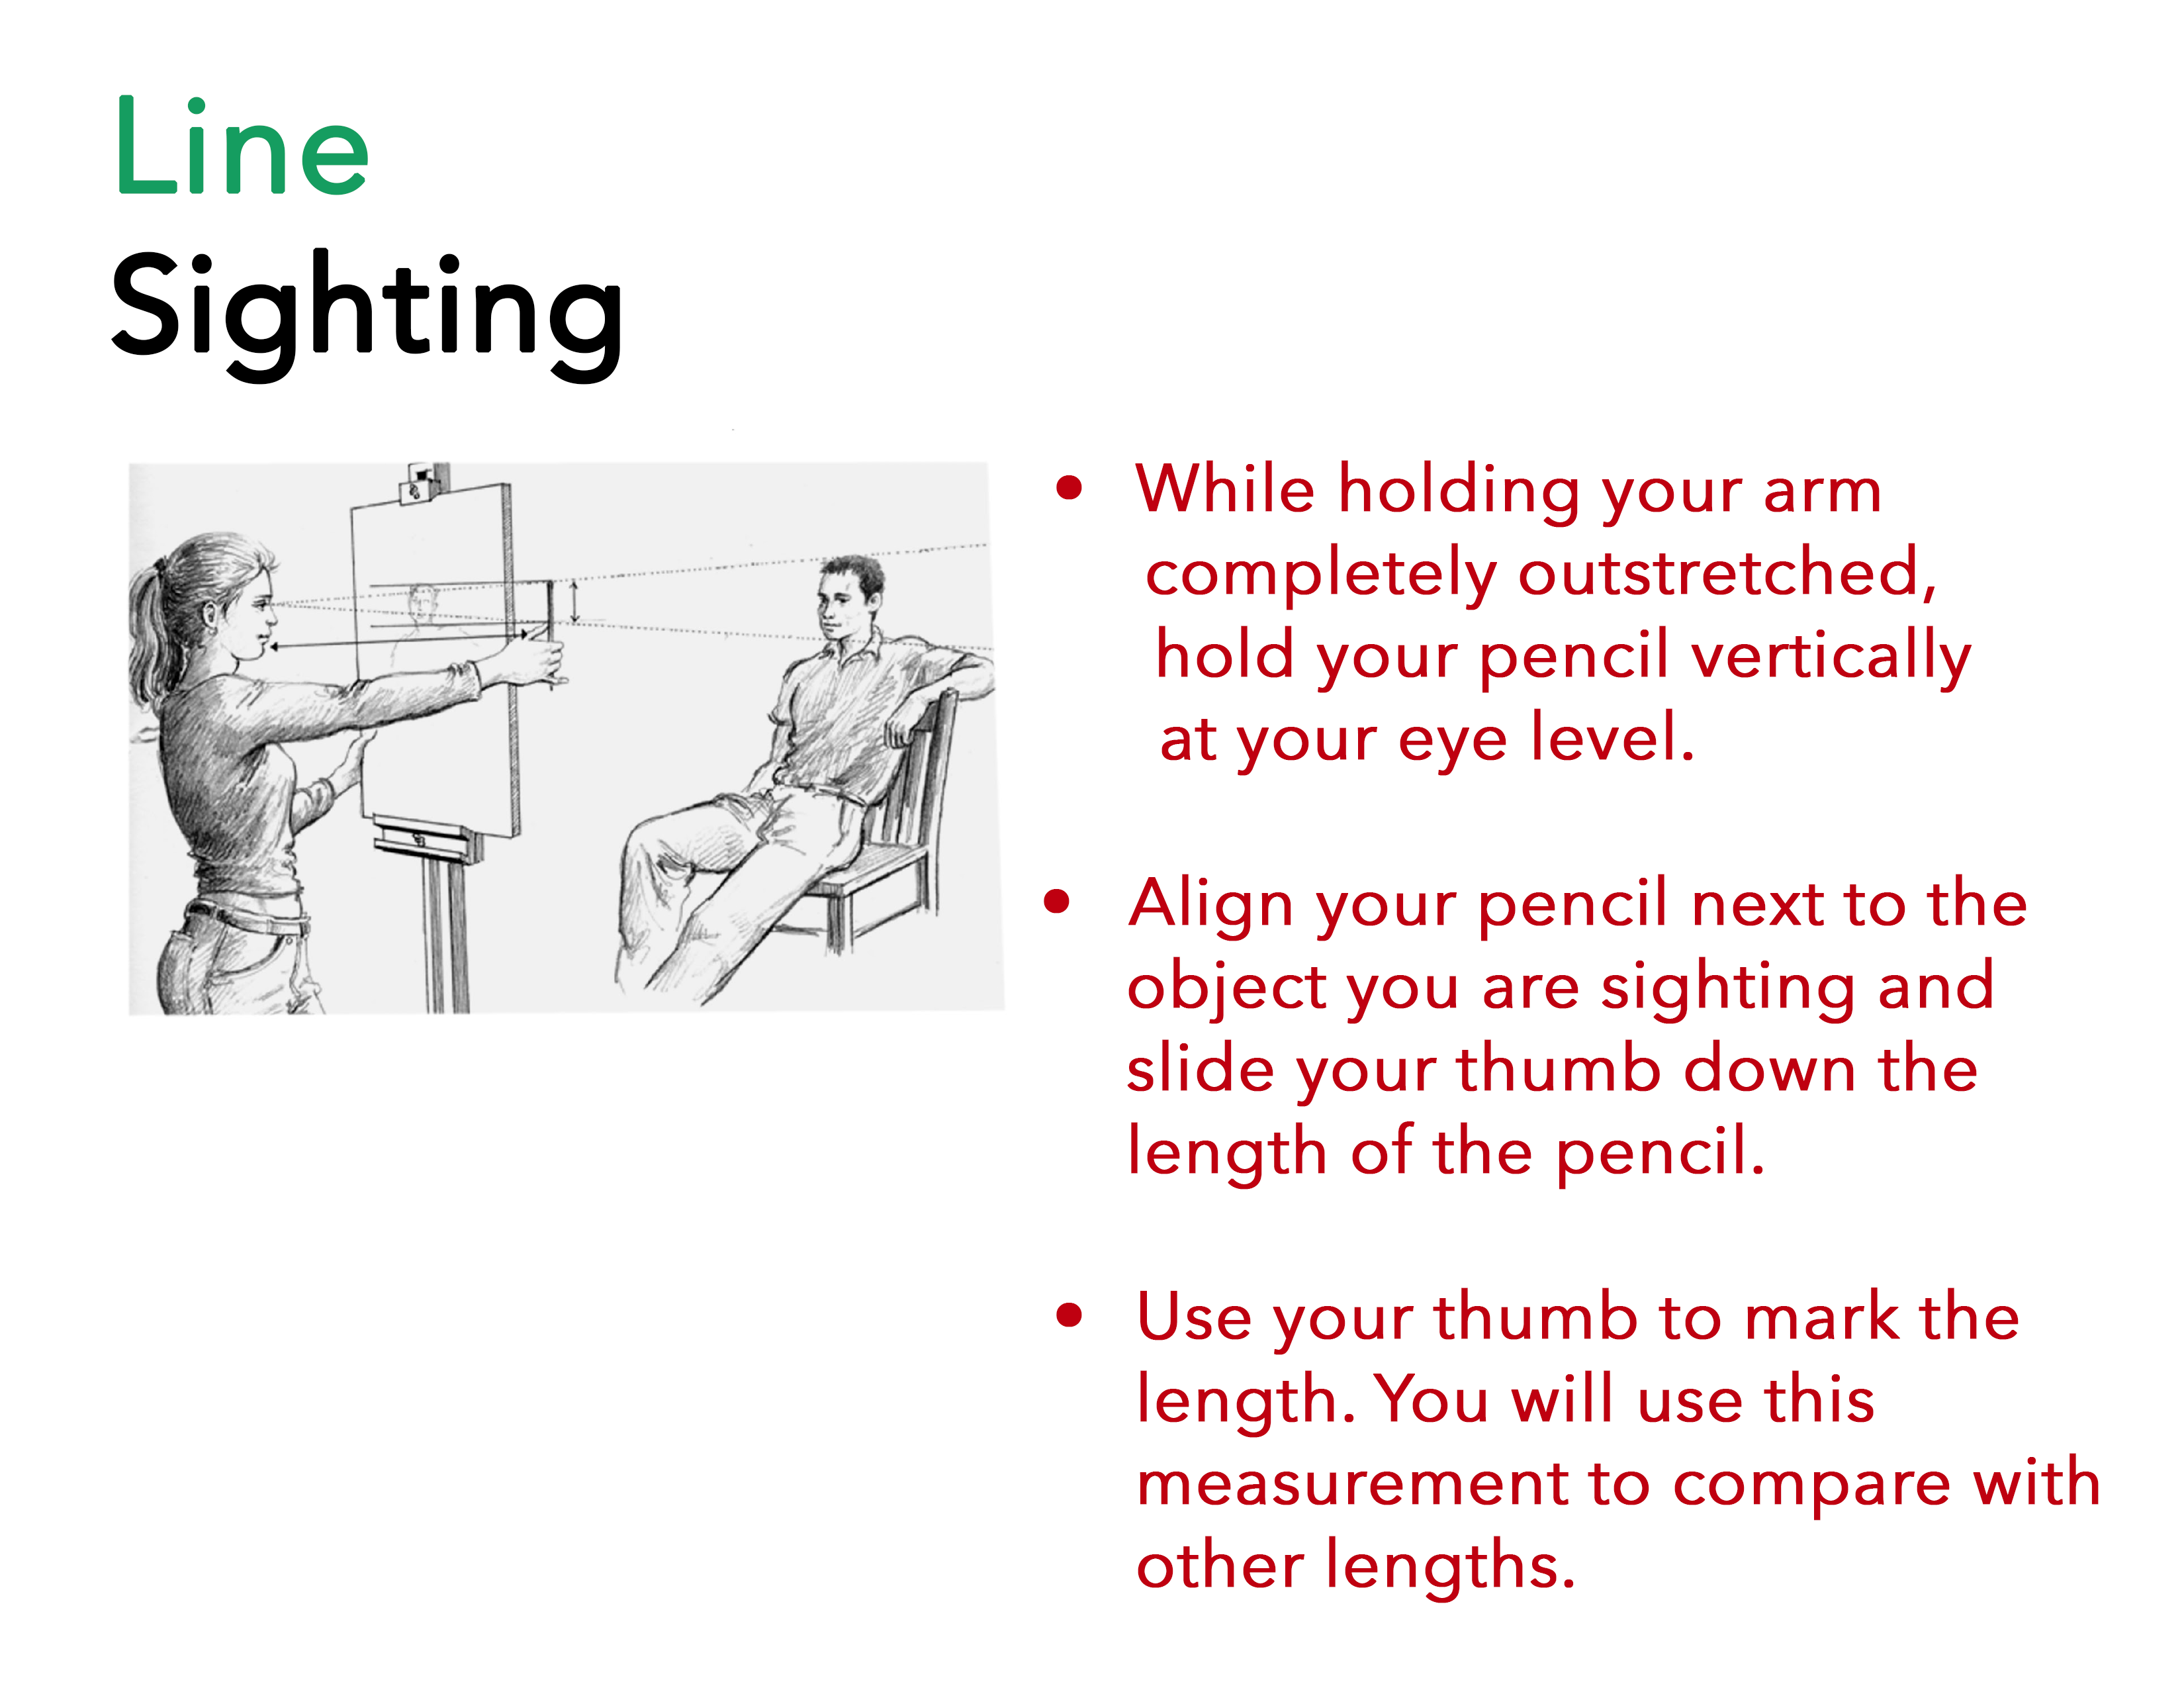 Line
Sighting
• While holding your arm
completely outstretched,
hold your pencil vertically
at your eye level.
• Align your pencil next to the
object you are sighting and
slide your thumb down the
length of the pencil.
• Use your thumb to mark the
length. You will use this
measurement to compare with
other lengths.